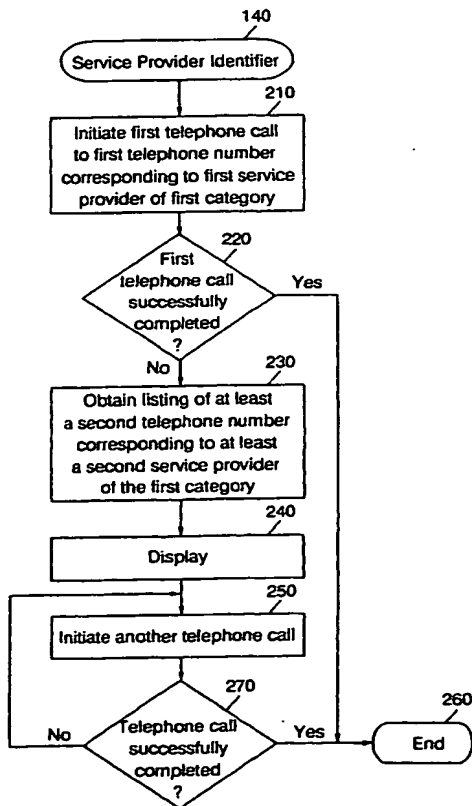 140
Service Provider Identifier
210
Initiate first telephone call
to first telephone number
corresponding to first service
provider of first category
220
First
telephone call
successfully
completed
?
Yes
No
230
Obtain listing of at least
a second telephone number
corresponding to at least
a second service provider
of the first category
240
Display
250
Initiate another telephone call
270
Telephone call
successfully
completed
?
No
Yes
260
End